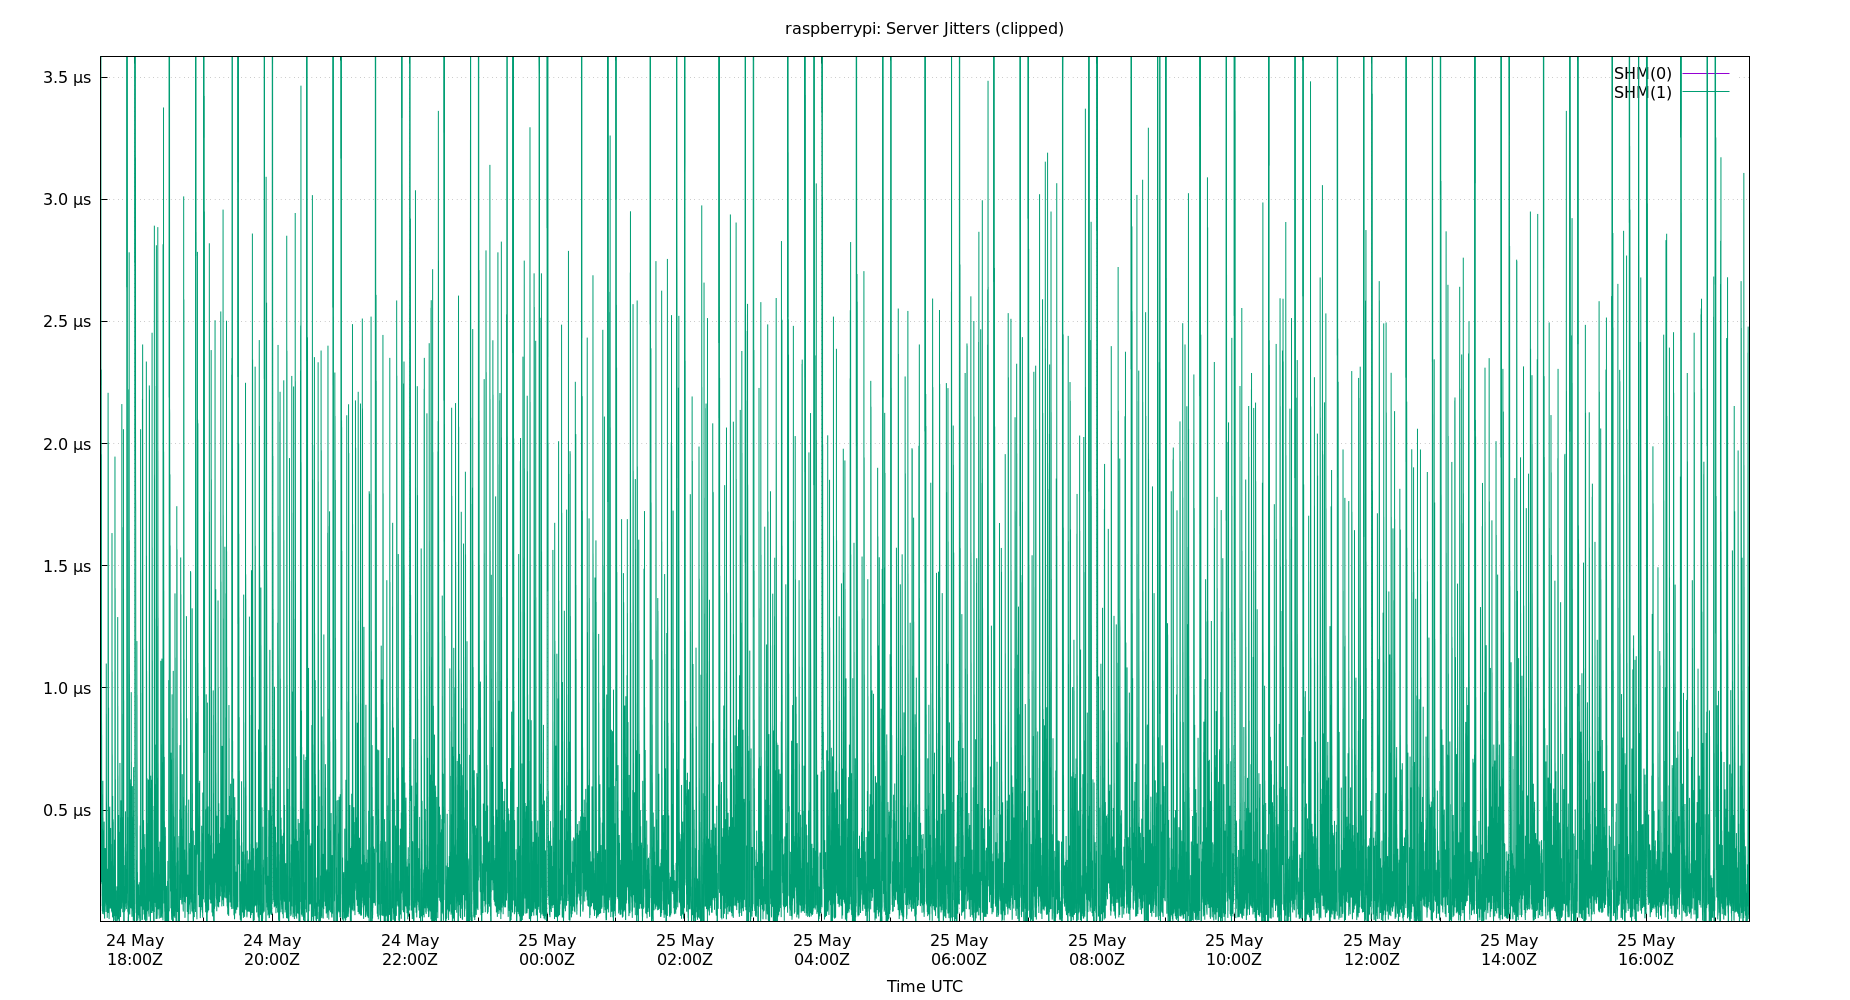 raspberrypi: Server Jitters (clipped)
SHM(0)
SHM(1)
3.5 µs
3.0 µs
2.5 µs
2.0 µs
1.5 µs
1.0 µs
0.5 µs
24 May 24 May 24 May 25 May 25 May 25 May 25 May 25 May 25 May 25 May 25 May 25 May
18:00Z 20:00Z 22:00Z 00:00Z 02:00Z 04:00Z 06:00Z 08:00Z 10:00Z 12:00Z 14:00Z 16:00Z
Time UTC